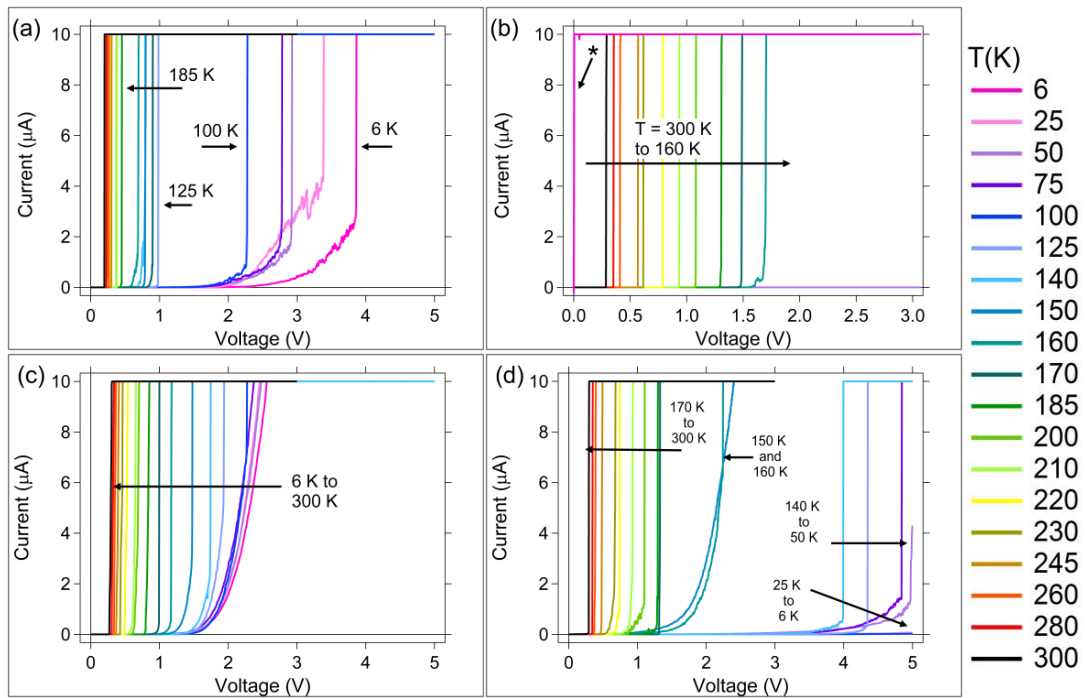 (a)
10
8
6
4
2
0
Current (μA)
185 K
100 K
6 K
125 K
0 1 2 3 4 5
Voltage (V)
(b)
10
8
6
4
2
0
Current (μA)
*
T = 300 K
to 160 K
0.0 0.5 1.0 1.5 2.0 2.5 3.0
Voltage (V)
(c)
10
8
6
4
2
0
Current (μA)
6 K to
300 K
0 1 2 3 4 5
Voltage (V)
(d)
10
8
6
4
2
0
Current (μA)
170 K
to
300 K
150 K
and
160 K
140 K
to
50 K
25 K
to
6 K
0 1 2 3 4 5
Voltage (V)
T(K)
6
25
50
75
100
125
140
150
160
170
185
200
210
220
230
245
260
280
300